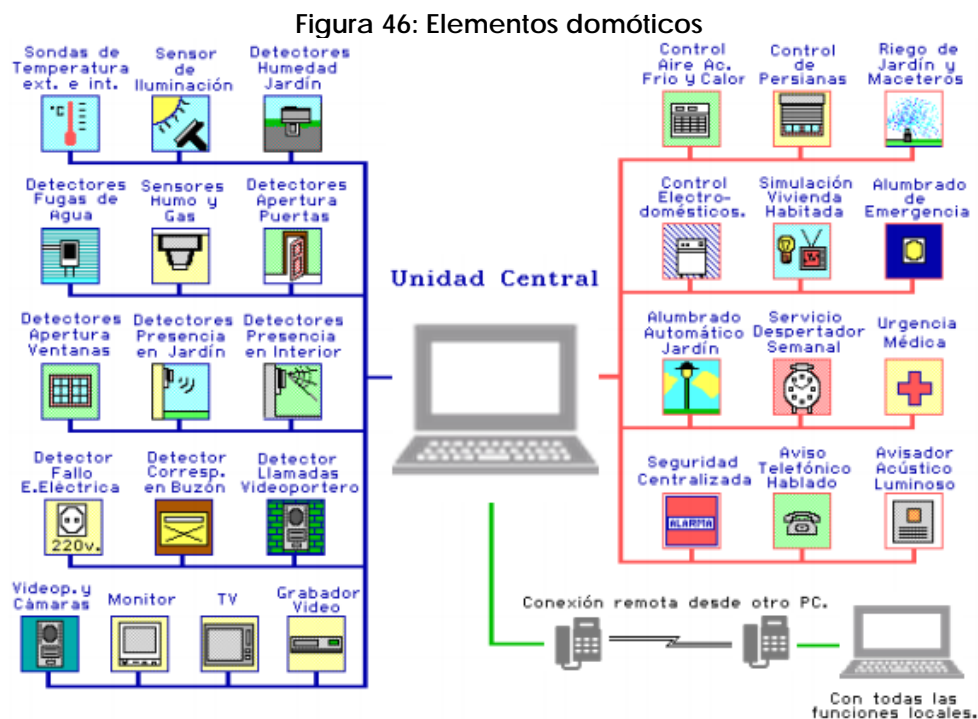 Figura 46: Elementos domóticos
Sondas de
Temperatura
ext. e int.
Sensor
de
Iluminación
Detectores
Humedad
Jardín
°C
Detectores
Fugas de
Agua
Sensores
Humo y
Gas
Detectores
Apertura
Puertas
Detectores
Apertura
Ventanas
Detectores
Presencia
en Jardín
Detectores
Presencia
en Interior
Detector
Fallo
E.Eléctrica
220v.
Detector
Corresp.
en Buzón
Detector
Llamadas
Videoportero
Videop.y
Cámaras
Monitor
TV
Grabador
Video
Unidad Central
Control
Aire Ac.
Frio y Calor
Control
de
Persianas
Riego de
Jardín y
Maceteros
Control
Electro-
domésticos.
Simulación
Vivienda
Habitada
Alumbrado
de
Emergencia
Alumbrado
Automático
Jardín
Servicio
Despertador
Semanal
Urgencia
Médica
Seguridad
Centralizada
ALARMA
Aviso
Telefónico
Hablado
Avisador
Acústico
Luminoso
Conexión remota desde otro PC.
Con todas las
funciones locales.